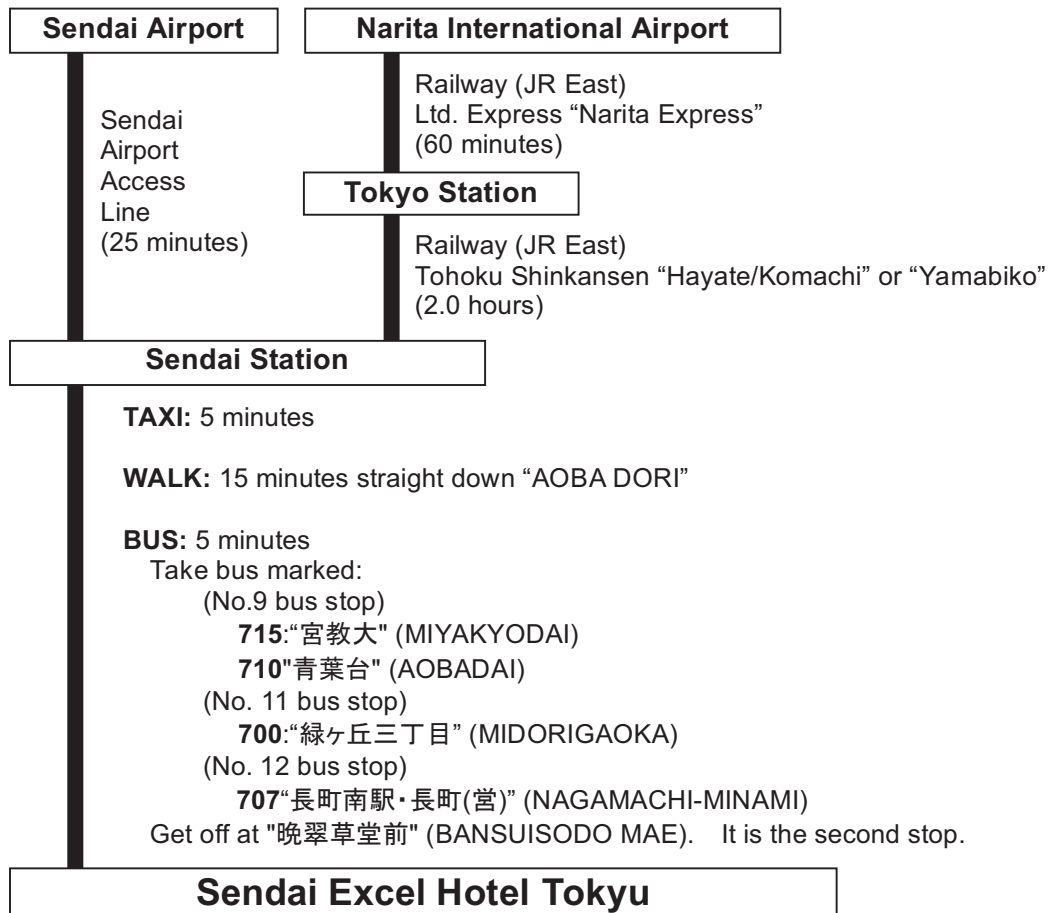 Sendai Airport
Narita International Airport
Railway (JR East)
Ltd. Express “Narita Express”
(60 minutes)
Sendai
Airport
Access
Line
(25 minutes)
Tokyo Station
Railway (JR East)
Tohoku Shinkansen “Hayate/Komachi” or “Yamabiko”
(2.0 hours)
Sendai Station
TAXI: 5 minutes
WALK: 15 minutes straight down “AOBA DORI”
BUS: 5 minutes
Take bus marked:
(No.9 bus stop)
715:“宮教大" (MIYAKYODAI)
710"青葉台" (AOBADAI)
(No. 11 bus stop)
700:“緑ヶ丘三丁目” (MIDORIGAOKA)
(No. 12 bus stop)
707“長町南駅・長町(営)” (NAGAMACHI-MINAMI)
Get off at "晩翠草堂前" (BANSUISODO MAE). It is the second stop.
Sendai Excel Hotel Tokyu